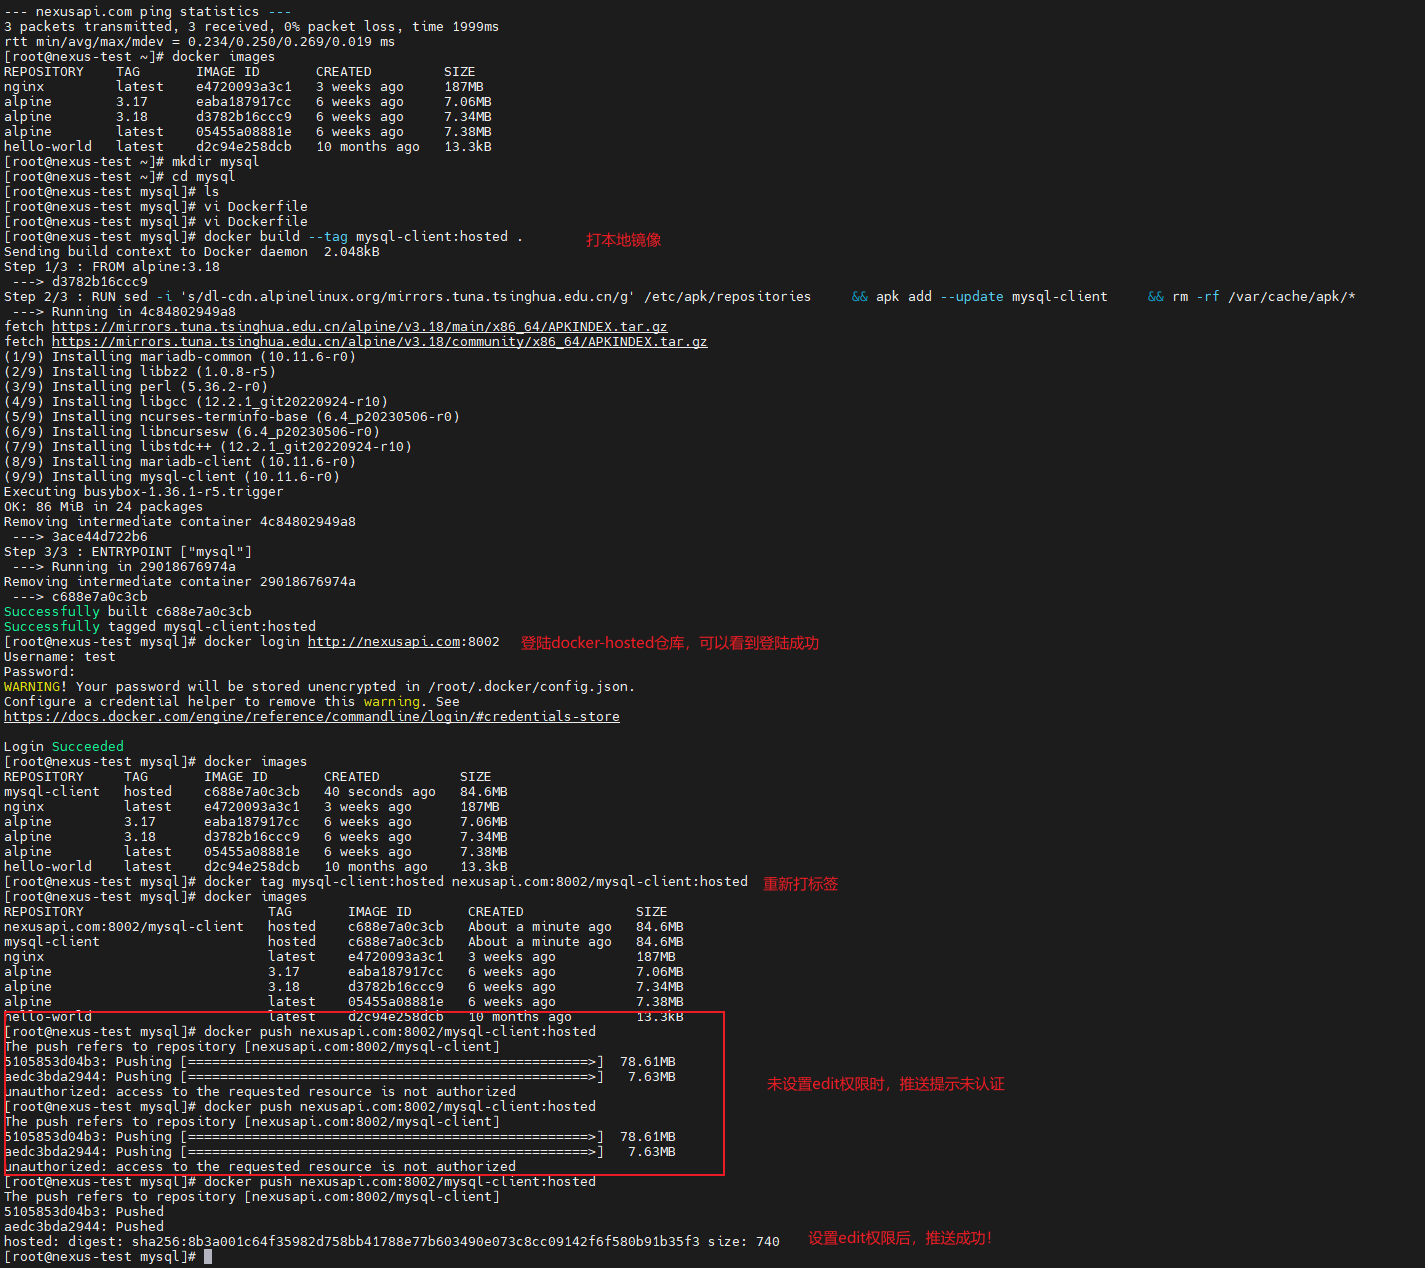 --- nexusapi.com ping statistics ---
3 packets transmitted, 3 received, 0% packet loss, time 1999ms
rtt min/avg/max/mdev = 0.234/0.250/0.269/0.019 ms
[root@nexus-test ~]# docker images
REPOSITORY    TAG       IMAGE ID       CREATED         SIZE
nginx         latest    e4720093a3c1   3 weeks ago     187MB
alpine        3.17      eaba187917cc   6 weeks ago     7.06MB
alpine        3.18      d3782b16ccc9   6 weeks ago     7.34MB
alpine        latest    05455a08881e   6 weeks ago     7.38MB
hello-world   latest    d2c94e258dcb   10 months ago   13.3kB
[root@nexus-test ~]# mkdir mysql
[root@nexus-test ~]# cd mysql
[root@nexus-test mysql]# ls
[root@nexus-test mysql]# vi Dockerfile
[root@nexus-test mysql]# vi Dockerfile
[root@nexus-test mysql]# docker build --tag mysql-client:hosted .        打本地镜像
Sending build context to Docker daemon  2.048kB
Step 1/3 : FROM alpine:3.18
 ---> d3782b16ccc9
Step 2/3 : RUN sed -i 's/dl-cdn.alpinelinux.org/mirrors.tuna.tsinghua.edu.cn/g' /etc/apk/repositories     && apk add --update mysql-client     && rm -rf /var/cache/apk/*
 ---> Running in 4c84802949a8
fetch https://mirrors.tuna.tsinghua.edu.cn/alpine/v3.18/main/x86_64/APKINDEX.tar.gz
fetch https://mirrors.tuna.tsinghua.edu.cn/alpine/v3.18/community/x86_64/APKINDEX.tar.gz
(1/9) Installing mariadb-common (10.11.6-r0)
(2/9) Installing libbz2 (1.0.8-r5)
(3/9) Installing perl (5.36.2-r0)
(4/9) Installing libgcc (12.2.1_git20220924-r10)
(5/9) Installing ncurses-terminfo-base (6.4_p20230506-r0)
(6/9) Installing libncursesw (6.4_p20230506-r0)
(7/9) Installing libstdc++ (12.2.1_git20220924-r10)
(8/9) Installing mariadb-client (10.11.6-r0)
(9/9) Installing mysql-client (10.11.6-r0)
Executing busybox-1.36.1-r5.trigger
OK: 86 MiB in 24 packages
Removing intermediate container 4c84802949a8
 ---> 3ace44d722b6
Step 3/3 : ENTRYPOINT ["mysql"]
 ---> Running in 29018676974a
Removing intermediate container 29018676974a
 ---> c688e7a0c3cb
Successfully built c688e7a0c3cb
Successfully tagged mysql-client:hosted
[root@nexus-test mysql]# docker login http://nexusapi.com:8002   登陆docker-hosted仓库，可以看到登陆成功
Username: test
Password:
WARNING! Your password will be stored unencrypted in /root/.docker/config.json.
Configure a credential helper to remove this warning. See
https://docs.docker.com/engine/reference/commandline/login/#credentials-store
Login Succeeded
[root@nexus-test mysql]# docker images
REPOSITORY     TAG       IMAGE ID       CREATED          SIZE
mysql-client   hosted    c688e7a0c3cb   40 seconds ago   84.6MB
nginx          latest    e4720093a3c1   3 weeks ago      187MB
alpine         3.17      eaba187917cc   6 weeks ago      7.06MB
alpine         3.18      d3782b16ccc9   6 weeks ago      7.34MB
alpine         latest    05455a08881e   6 weeks ago      7.38MB
hello-world    latest    d2c94e258dcb   10 months ago    13.3kB
[root@nexus-test mysql]# docker tag mysql-client:hosted nexusapi.com:8002/mysql-client:hosted  重新打标签
[root@nexus-test mysql]# docker images
REPOSITORY                       TAG       IMAGE ID       CREATED              SIZE
nexusapi.com:8002/mysql-client   hosted    c688e7a0c3cb   About a minute ago   84.6MB
mysql-client                     hosted    c688e7a0c3cb   About a minute ago   84.6MB
nginx                            latest    e4720093a3c1   3 weeks ago          187MB
alpine                           3.17      eaba187917cc   6 weeks ago          7.06MB
alpine                           3.18      d3782b16ccc9   6 weeks ago          7.34MB
alpine                           latest    05455a08881e   6 weeks ago          7.38MB
hello-world                      latest    d2c94e258dcb   10 months ago        13.3kB
[root@nexus-test mysql]# docker push nexusapi.com:8002/mysql-client:hosted
The push refers to repository [nexusapi.com:8002/mysql-client]
5105853d04b3: Pushing [==================================================>]  78.61MB
aedc3bda2944: Pushing [==================================================>]   7.63MB
unauthorized: access to the requested resource is not authorized        未设置edit权限时，推送提示未认证
[root@nexus-test mysql]# docker push nexusapi.com:8002/mysql-client:hosted
The push refers to repository [nexusapi.com:8002/mysql-client]
5105853d04b3: Pushing [==================================================>]  78.61MB
aedc3bda2944: Pushing [==================================================>]   7.63MB
unauthorized: access to the requested resource is not authorized
[root@nexus-test mysql]# docker push nexusapi.com:8002/mysql-client:hosted
The push refers to repository [nexusapi.com:8002/mysql-client]
5105853d04b3: Pushed
aedc3bda2944: Pushed
hosted: digest: sha256:8b3a001c64f35982d758bb41788e77b603490e073c8cc09142f6f580b91b35f3 size: 740   设置edit权限后，推送成功！
[root@nexus-test mysql]#